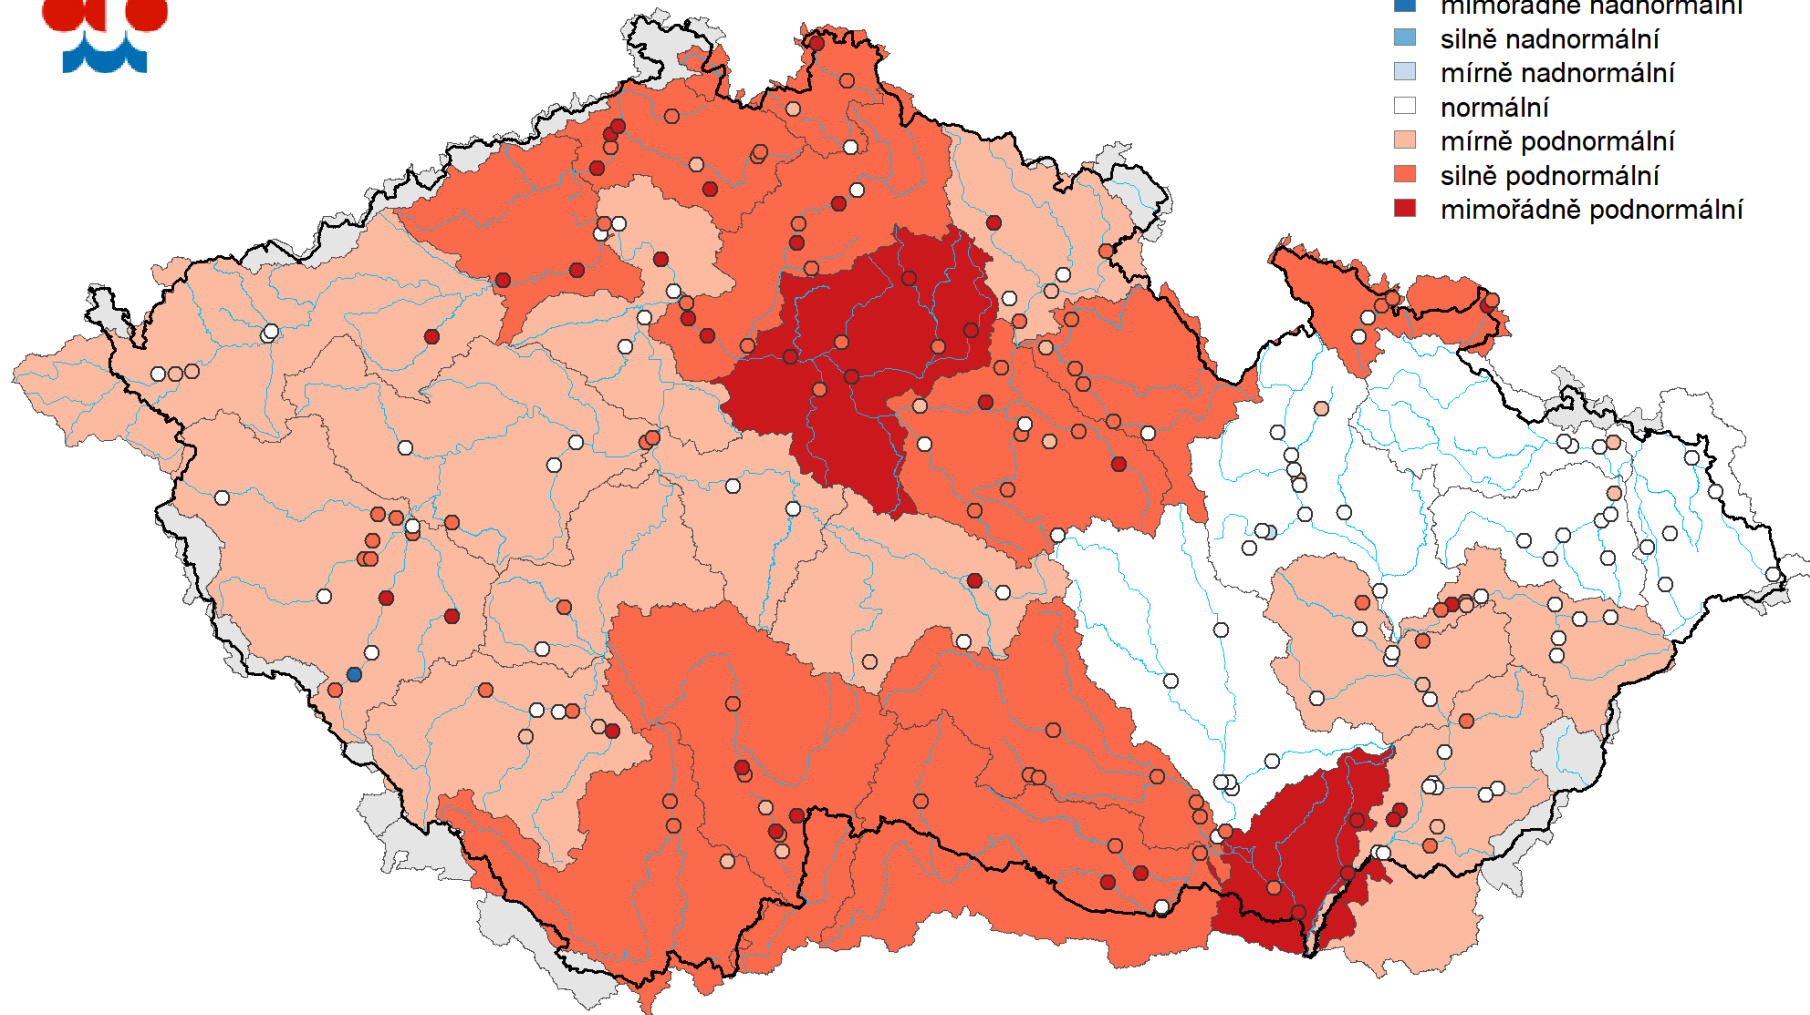 mimořádně nadnormální
silně nadnormální
mírně nadnormální
normální
mírně podnormální
silně podnormální
mimořádně podnormální